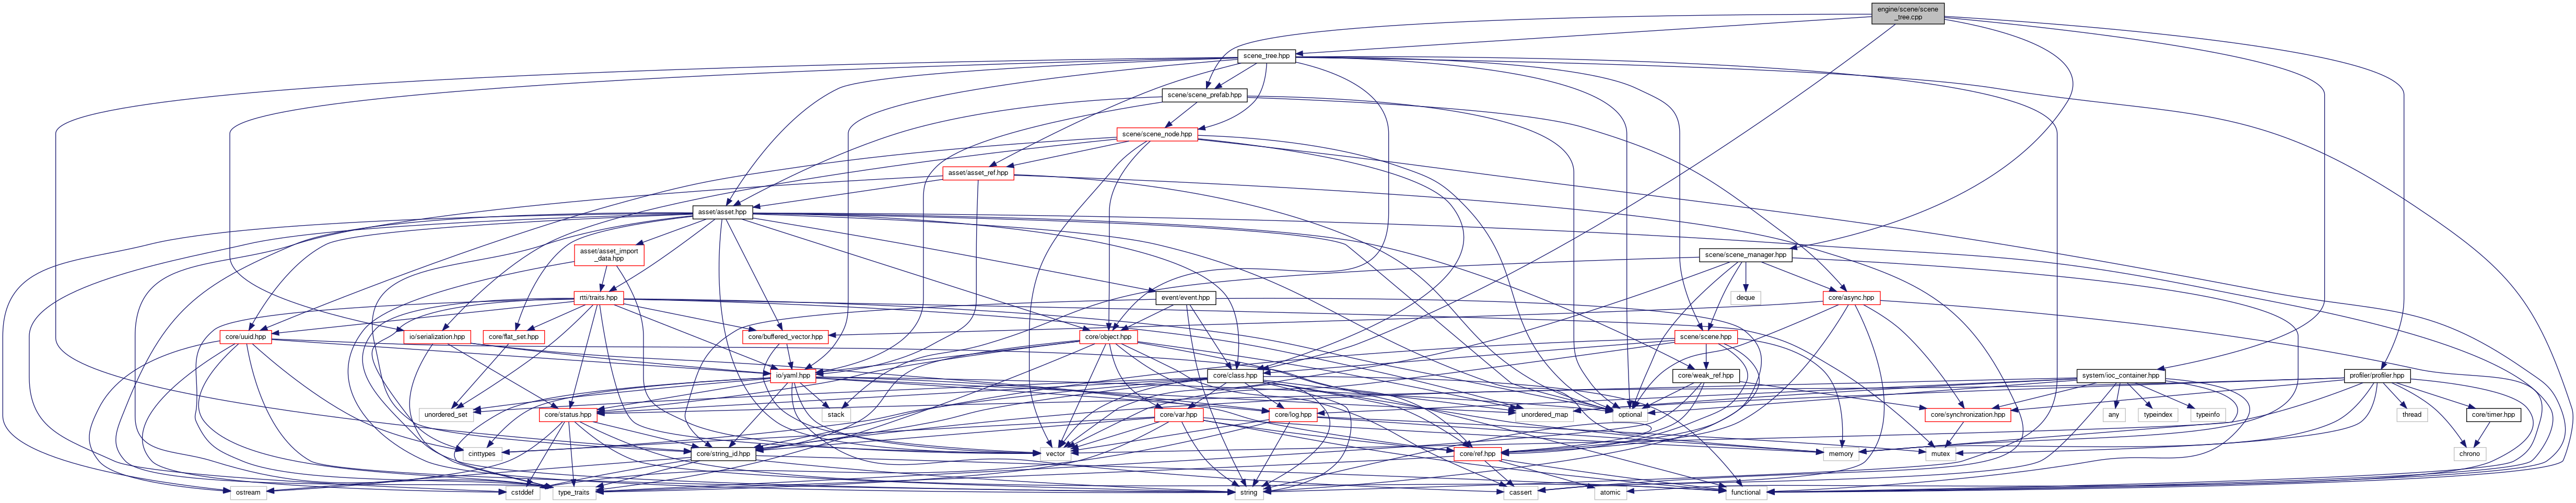 engine/scene/scene
_tree.cpp
scene_tree.hpp
scene/scene_prefab.hpp
scene/scene_node.hpp
asset/asset_ref.hpp
asset/asset.hpp
asset/asset_import
_data.hpp
scene/scene_manager.hpp
rtti/traits.hpp
event/event.hpp
deque
core/async.hpp
core/uuid.hpp
io/serialization.hpp
core/flat_set.hpp
core/buffered_vector.hpp
core/object.hpp
scene/scene.hpp
io/yaml.hpp
core/class.hpp
core/weak_ref.hpp
system/ioc_container.hpp
profiler/profiler.hpp
unordered_set
core/status.hpp
stack
core/var.hpp
core/log.hpp
unordered_map
optional
core/synchronization.hpp
any
typeindex
typeinfo
thread
core/timer.hpp
cinttypes
core/string_id.hpp
vector
core/ref.hpp
memory
mutex
chrono
ostream
cstddef
type_traits
string
cassert
atomic
functional